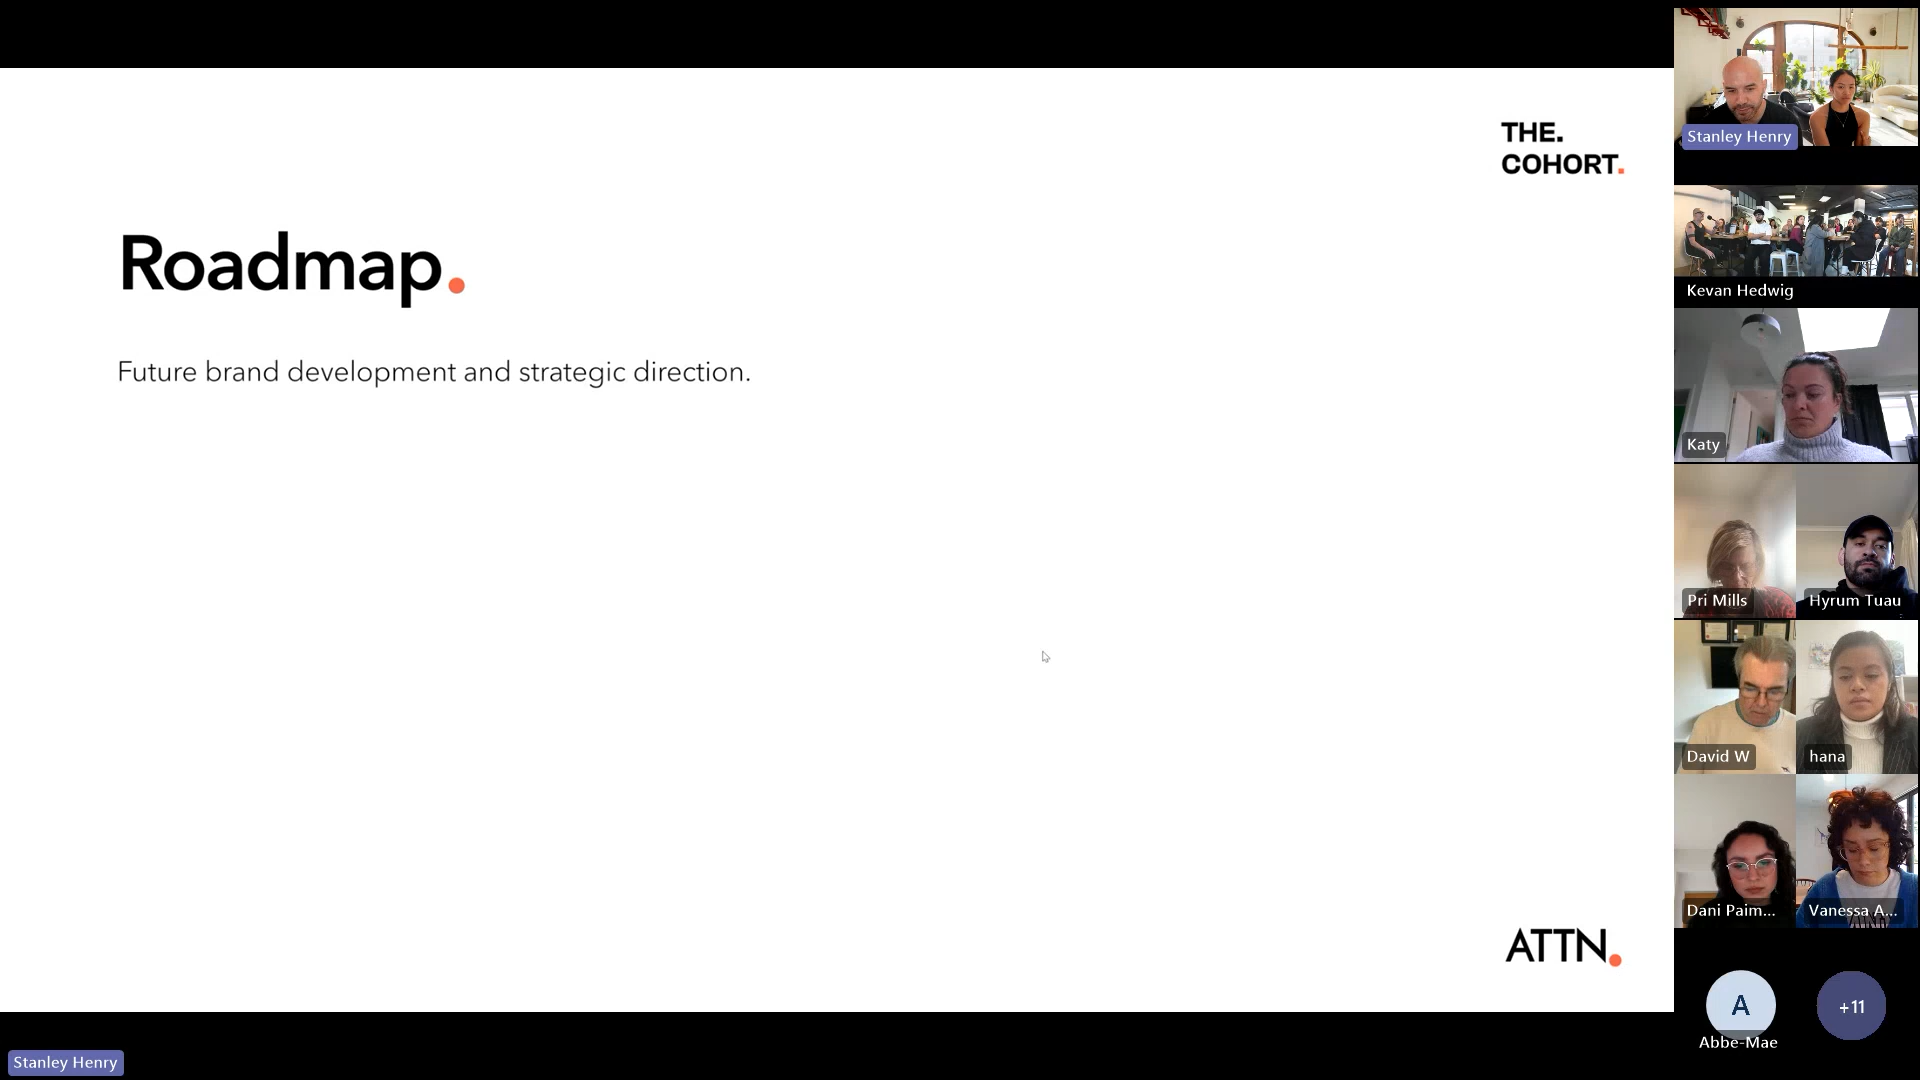 THE.
COHORT.
Roadmap.
Future brand development and strategic direction.
ATTN.
Stanley Henry
Stanley Henry
Kevan Hedwig
Katy
Pri Mills
Hyrum Tuau
David W
hana
Dani Paim...
Vanessa A...
A
+11
Abbe-Mae